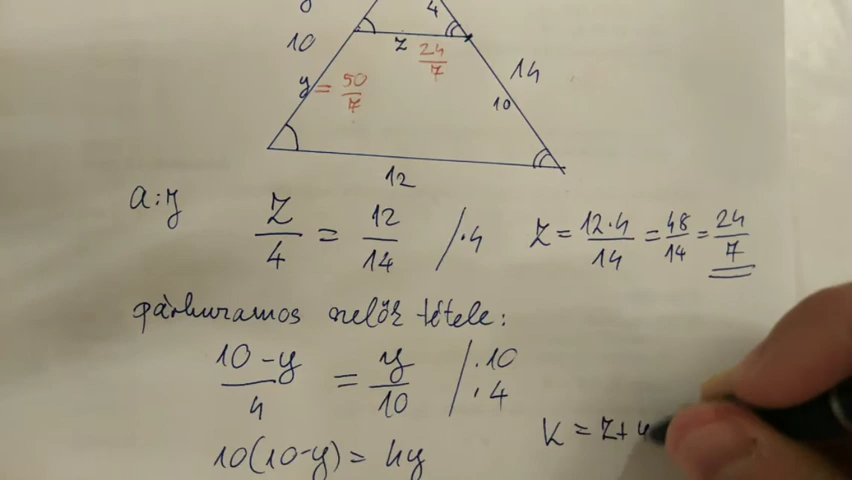 4
10
z 24/7
14
y = 50/7
10
12
a:z
z/4 = 12/14 /·4 z = 12·4/14 = 48/14 = 24/7
párhuzamos szelők tétele:
10-y/4 = y/10 /·10 ·4
10(10-y) = 4y
K = z+4